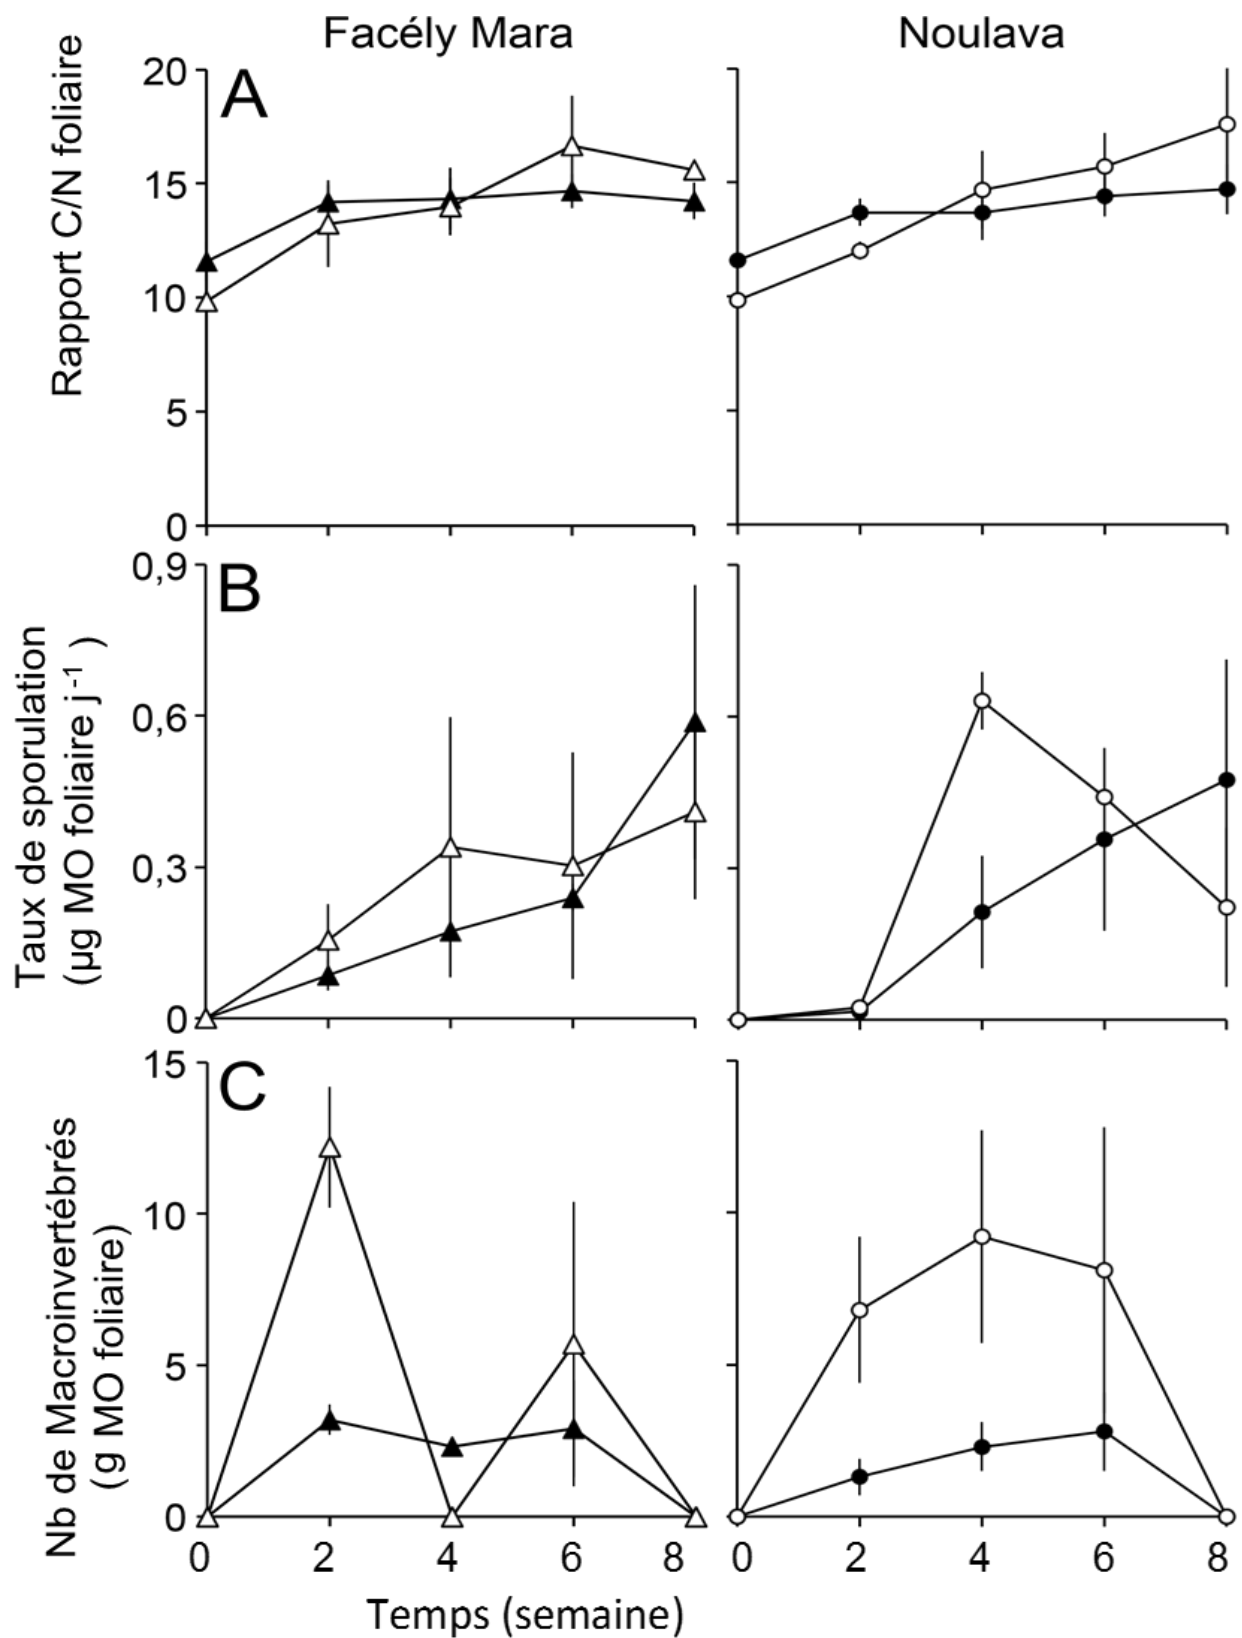 Facély Mara
Noulava
A
Rapport C/N foliaire
20
15
10
5
0
B
Taux de sporulation
(µg MO foliaire j-1 )
0,9
0,6
0,3
0
C
Nb de Macroinvertébrés
( g MO foliaire)
15
10
5
0
0 2 4 6 8
0 2 4 6 8
Temps (semaine)